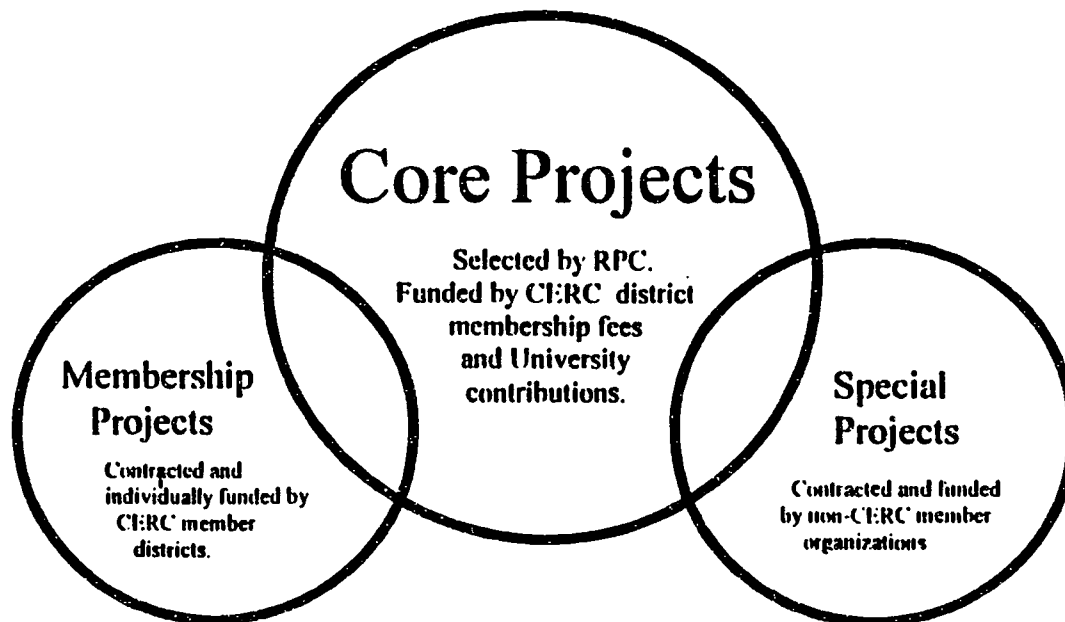 Core Projects
Selected by RPC.
Funded by CERC district
membership fees
and University
contributions.
Membership
Projects
Contracted and
individually funded by
CERC member
districts.
Special
Projects
Contracted and funded
by non-CERC member
organizations